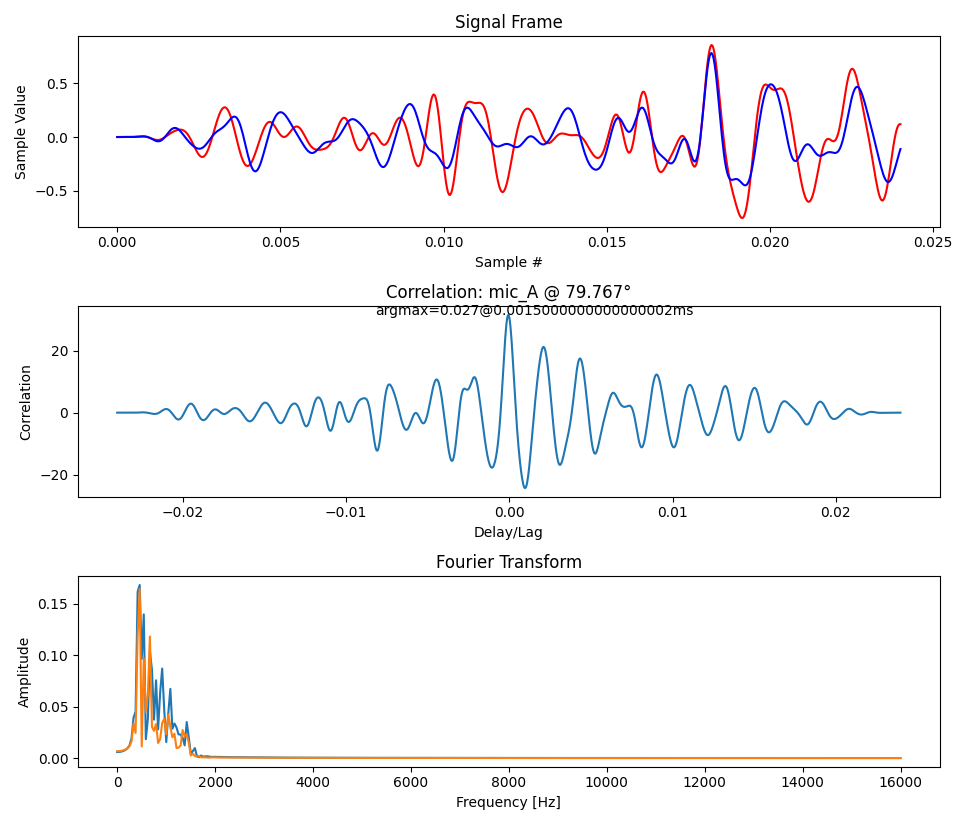 Signal Frame
Sample Value
0.5
0.0
−0.5
0.000 0.005 0.010 0.015 0.020 0.025
Sample #
Correlation: mic_A @ 79.767°
argmax=0.027@0.0015000000000000002ms
Correlation
20
0
−20
−0.02 −0.01 0.00 0.01 0.02
Delay/Lag
Fourier Transform
Amplitude
0.15
0.10
0.05
0.00
0 2000 4000 6000 8000 10000 12000 14000 16000
Frequency [Hz]